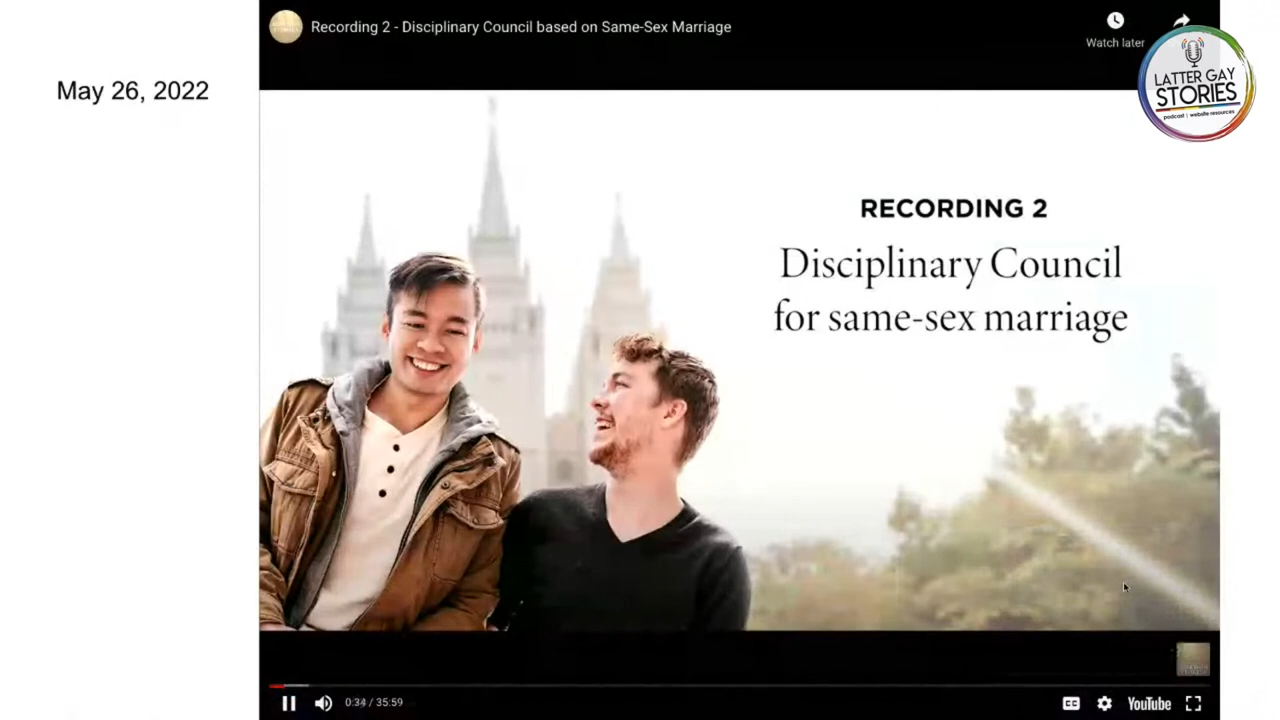 Recording 2 - Disciplinary Council based on Same-Sex Marriage
Watch later
LATTER GAY
STORIES
podcast | website resources
May 26, 2022
RECORDING 2
Disciplinary Council
for same-sex marriage
0:34 / 35:59
CC
YouTube